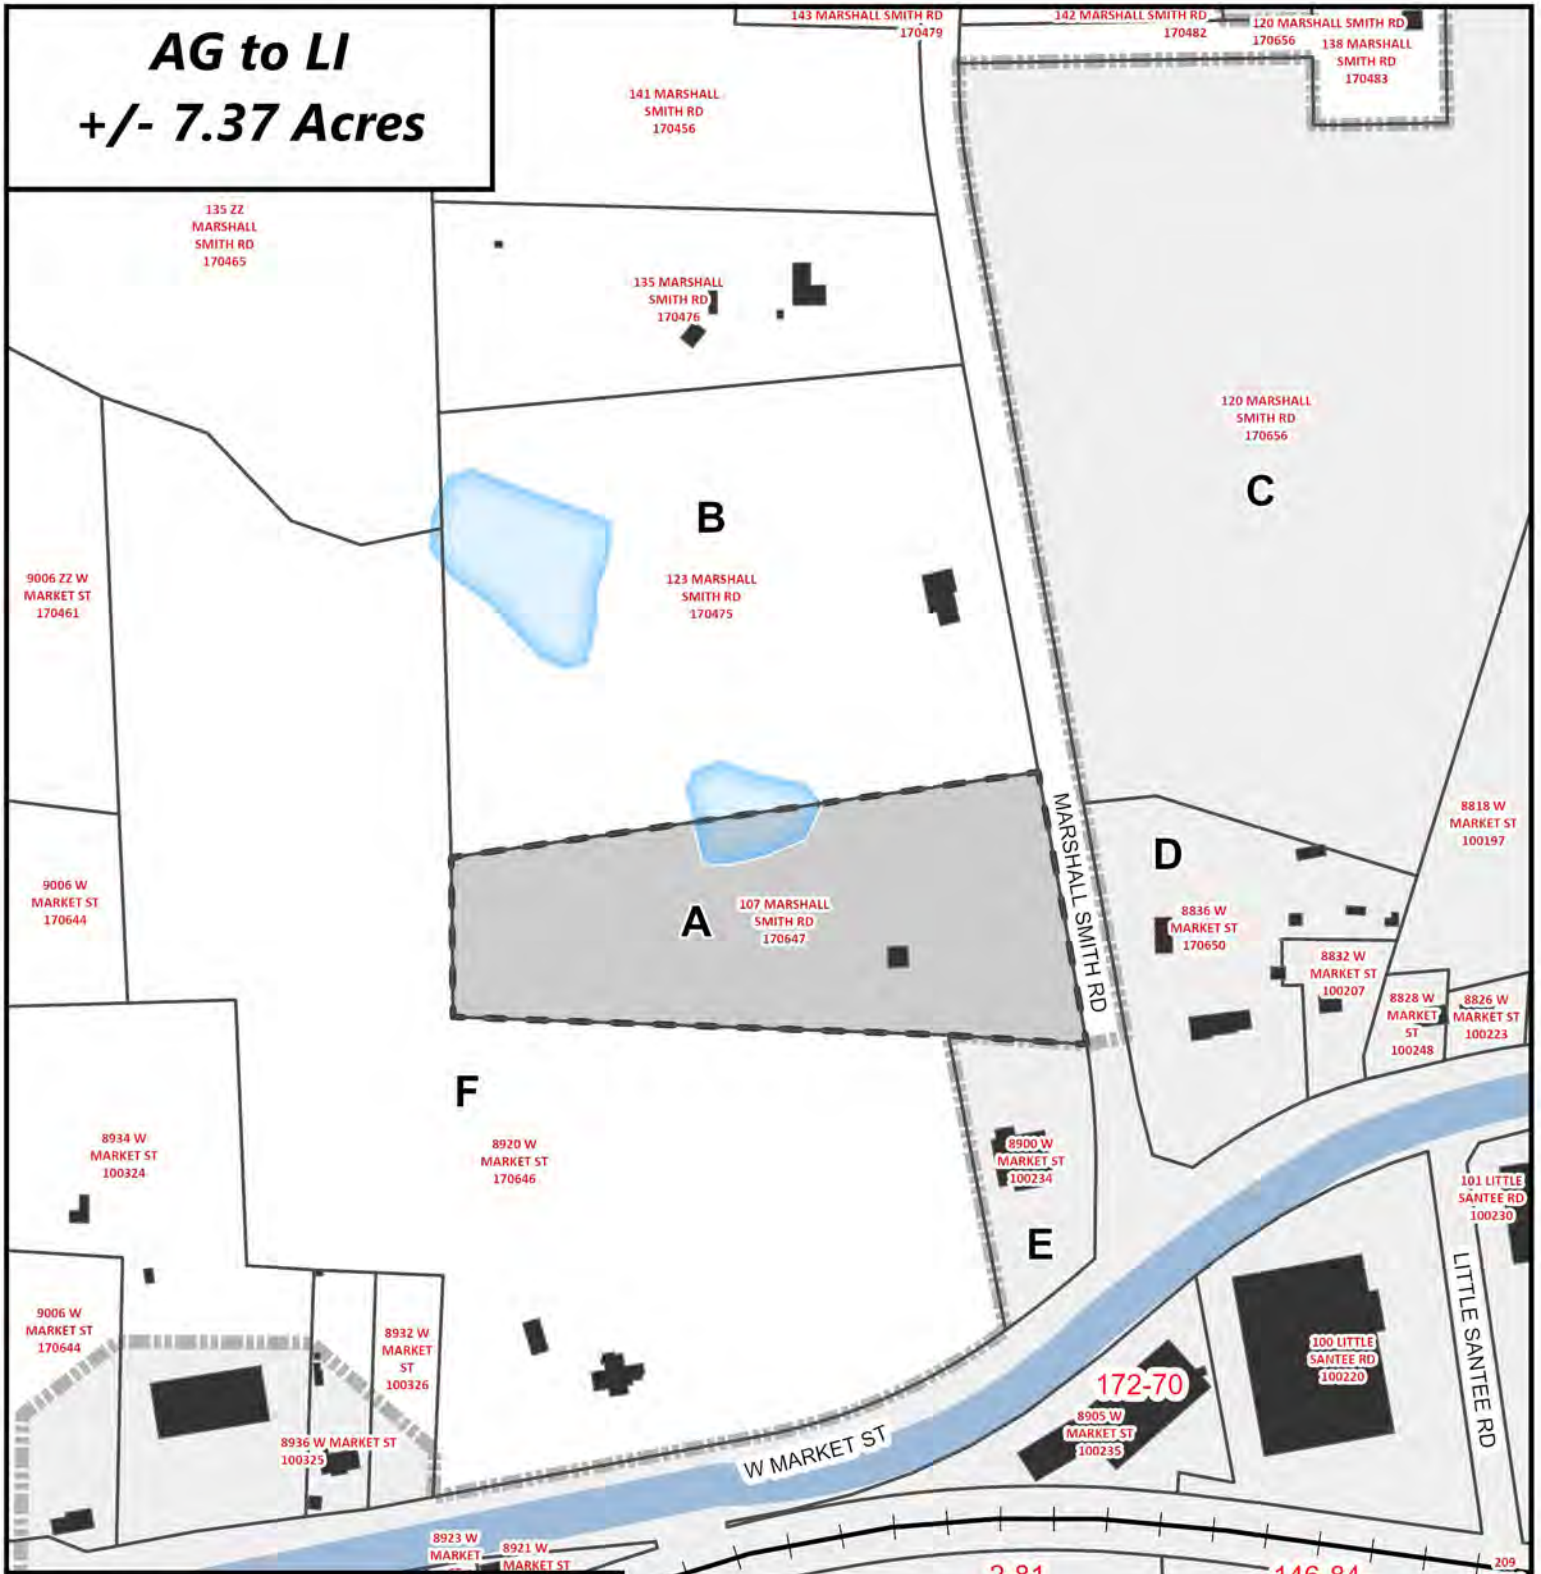 AG to LI
+/- 7.37 Acres
143 MARSHALL SMITH RD
170479
142 MARSHALL SMITH RD
170482
120 MARSHALL SMITH RD
170656
138 MARSHALL
SMITH RD
170483
141 MARSHALL
SMITH RD
170456
135 ZZ
MARSHALL
SMITH RD
170465
135 MARSHALL
SMITH RD
170476
120 MARSHALL
SMITH RD
170656
C
B
123 MARSHALL
SMITH RD
170475
9006 ZZ W
MARKET ST
170461
8818 W
MARKET ST
100197
MARSHALL SMITH RD
D
9006 W
MARKET ST
170644
A
107 MARSHALL
SMITH RD
170647
8836 W
MARKET ST
170650
8832 W
MARKET ST
100207
8828 W
MARKET
ST
100248
8826 W
MARKET ST
100223
F
8934 W
MARKET ST
100324
8920 W
MARKET ST
170646
8900 W
MARKET ST
100234
E
101 LITTLE
SANTEE RD
100230
LITTLE SANTEE RD
9006 W
MARKET ST
170644
8932 W
MARKET
ST
100326
100 LITTLE
SANTEE RD
100220
172-70
8905 W
MARKET ST
100235
8936 W MARKET ST
100325
W MARKET ST
8923 W
MARKET
8921 W
MARKET ST
3-81
146-84
209